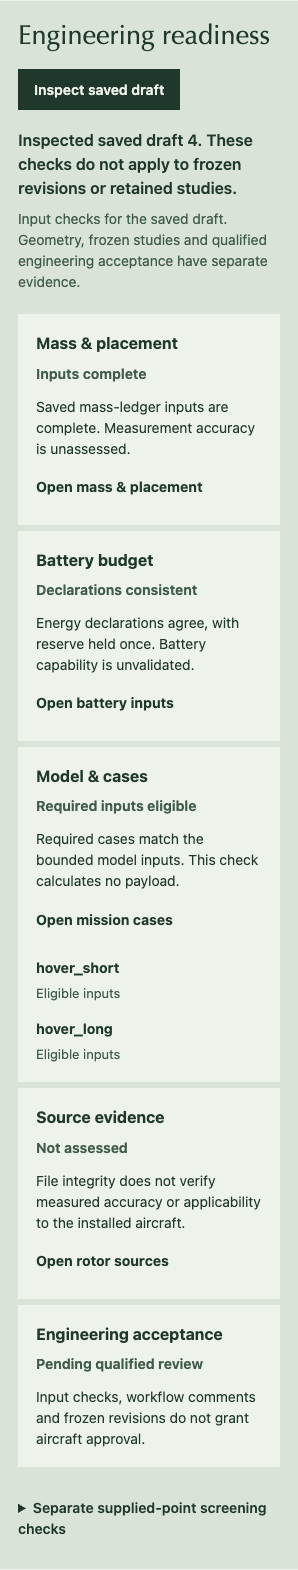 Engineering readiness
Inspect saved draft
Inspected saved draft 4. These
checks do not apply to frozen
revisions or retained studies.
Input checks for the saved draft.
Geometry, frozen studies and qualified
engineering acceptance have separate
evidence.
Mass & placement
Inputs complete
Saved mass-ledger inputs are
complete. Measurement accuracy
is unassessed.
Open mass & placement
Battery budget
Declarations consistent
Energy declarations agree, with
reserve held once. Battery
capability is unvalidated.
Open battery inputs
Model & cases
Required inputs eligible
Required cases match the
bounded model inputs. This check
calculates no payload.
Open mission cases
hover_short
Eligible inputs
hover_long
Eligible inputs
Source evidence
Not assessed
File integrity does not verify
measured accuracy or applicability
to the installed aircraft.
Open rotor sources
Engineering acceptance
Pending qualified review
Input checks, workflow comments
and frozen revisions do not grant
aircraft approval.
Separate supplied-point screening
checks